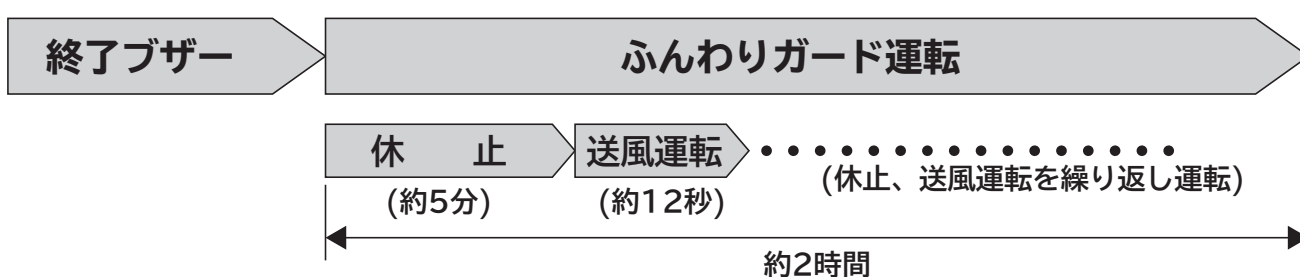 終了ブザー
ふんわりガード運転
休　止
送風運転
(約5分)
(約12秒)
(休止、送風運転を繰り返し運転)
約2時間